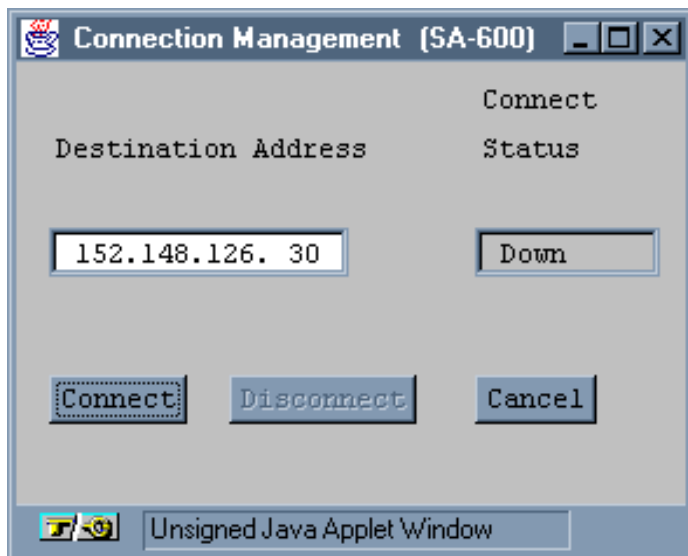 Connection Management (SA-600)
Connect
Destination Address Status
152.148.126. 30 Down
Connect Disconnect Cancel
Unsigned Java Applet Window